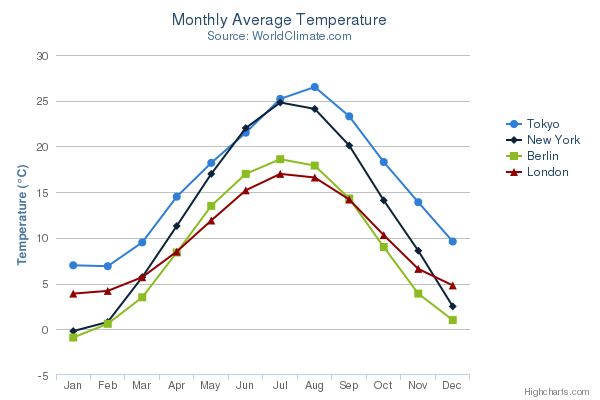 Monthly Average Temperature
Source: WorldClimate.com
Temperature (°C)
30
25
20
15
10
5
0
-5
Jan Feb Mar Apr May Jun Jul Aug Sep Oct Nov Dec
Tokyo
New York
Berlin
London
Highcharts.com